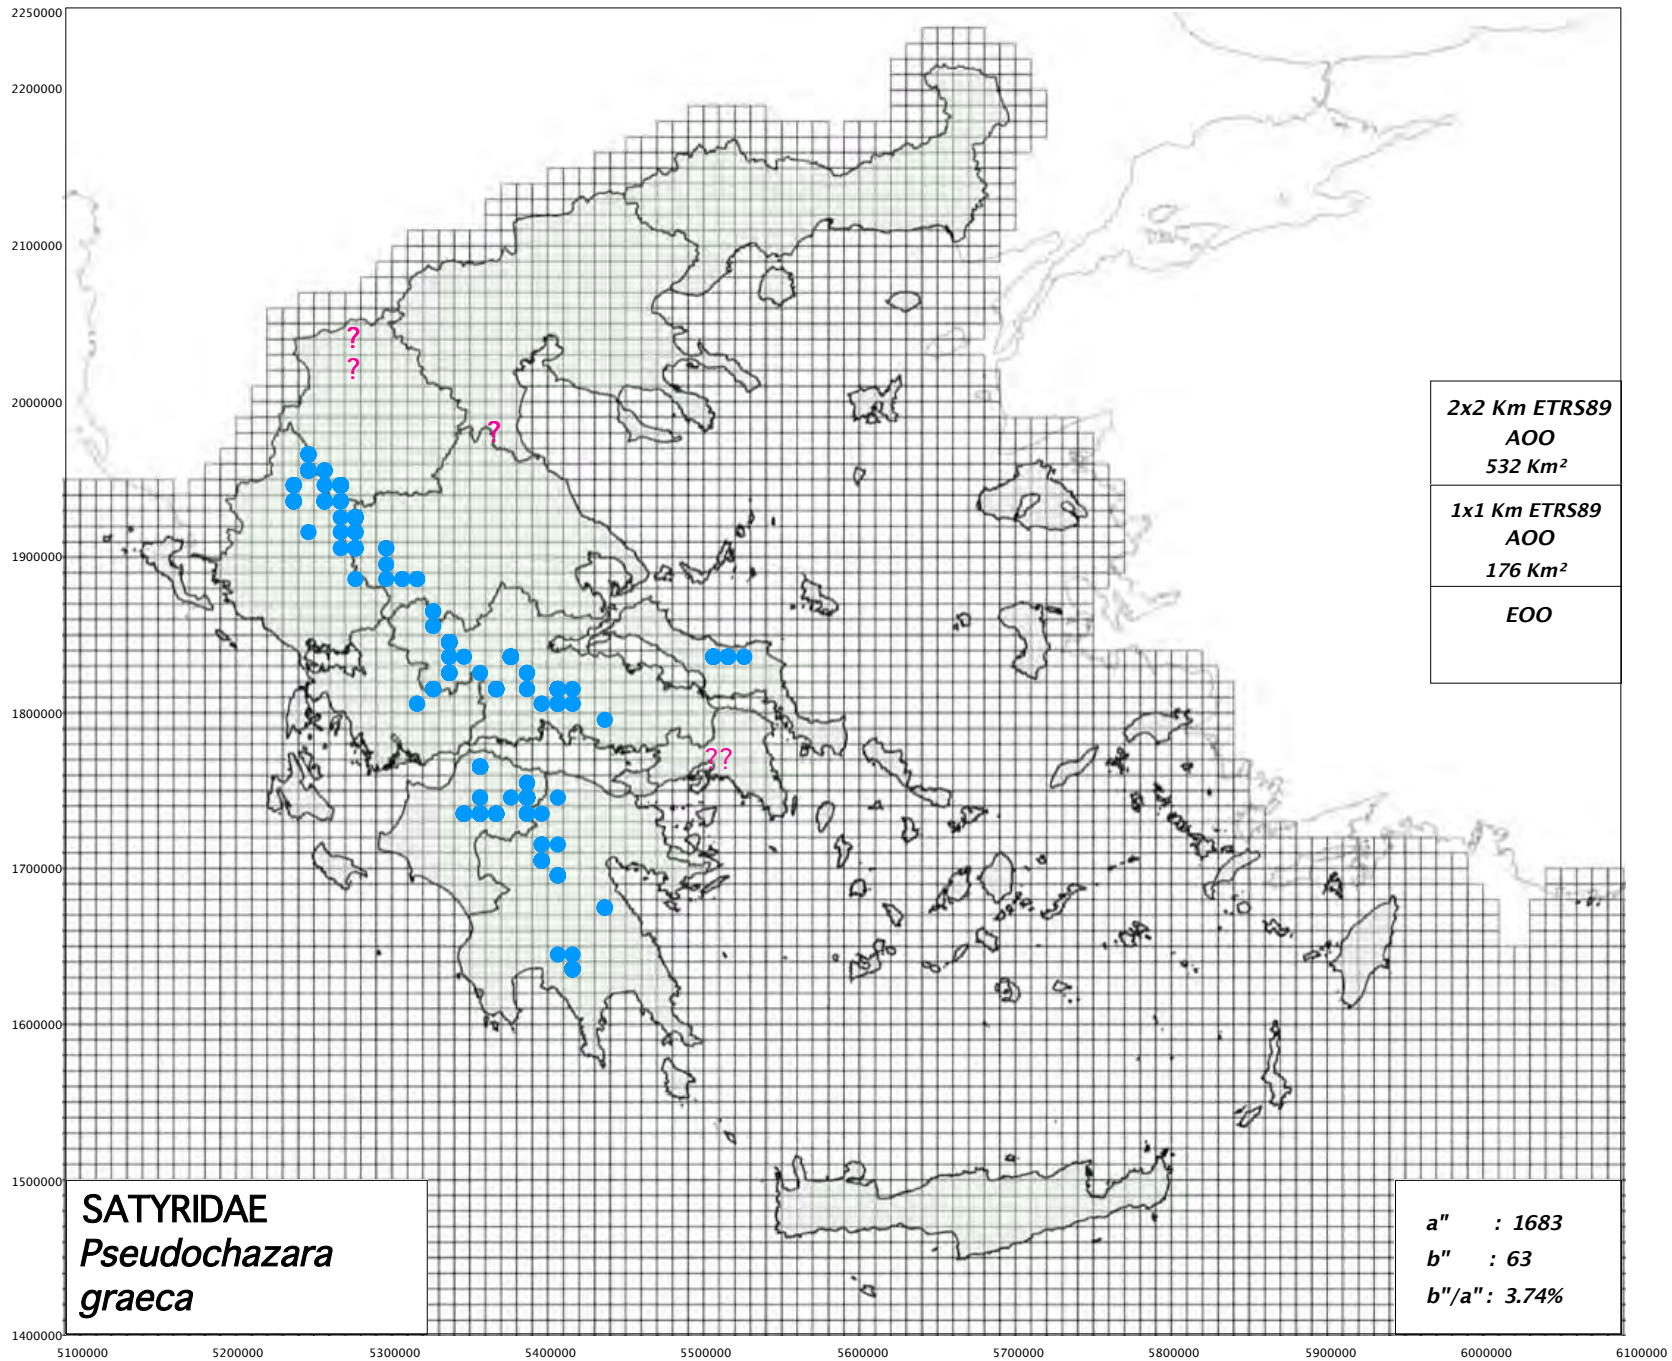 2250000
2200000
2100000
2000000
1900000
1800000
1700000
1600000
1500000
1400000
?
?
?
??
2x2 Km ETRS89
AOO
532 Km²
1x1 Km ETRS89
AOO
176 Km²
EOO
SATYRIDAE
Pseudochazara
graeca
a" : 1683
b" : 63
b"/a" : 3.74%
5100000 5200000 5300000 5400000 5500000 5600000 5700000 5800000 5900000 6000000 6100000